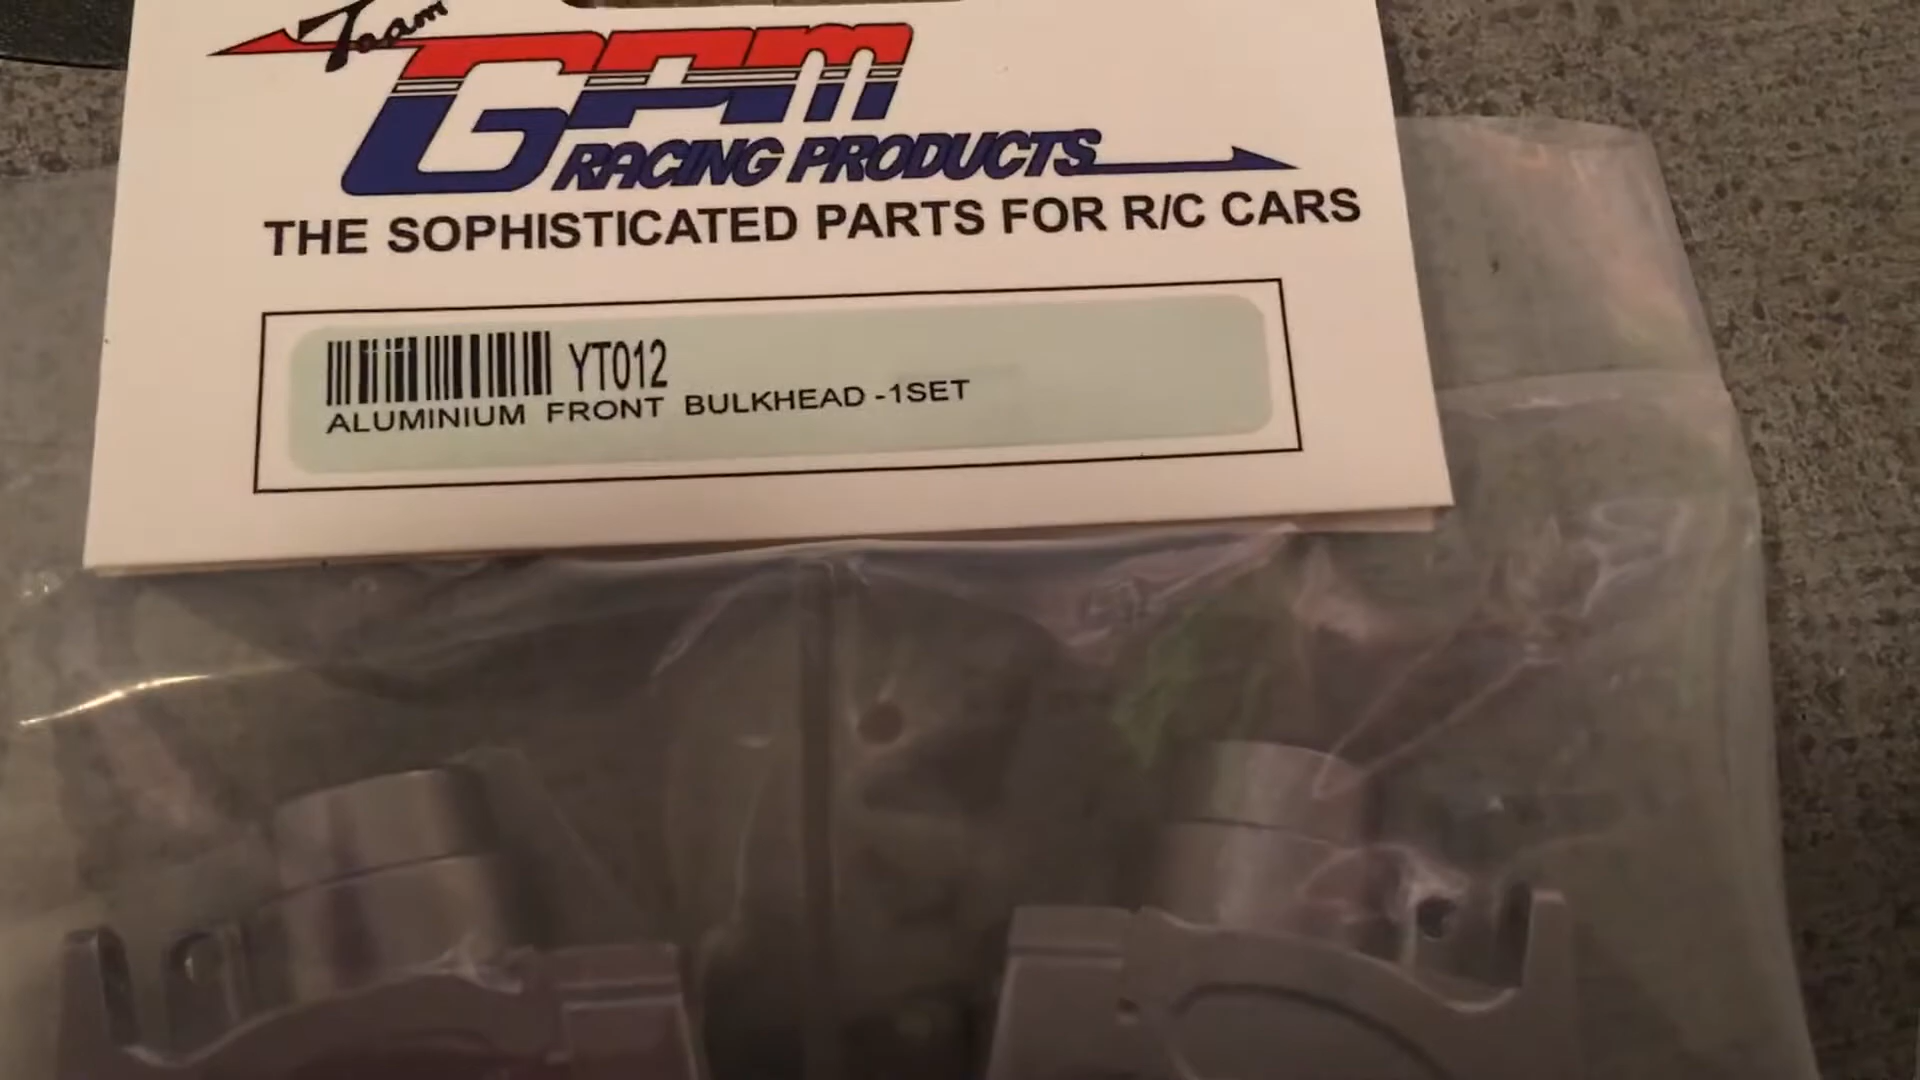 Team
GPM
RACING PRODUCTS
THE SOPHISTICATED PARTS FOR R/C CARS
YT012
ALUMINIUM FRONT BULKHEAD -1SET